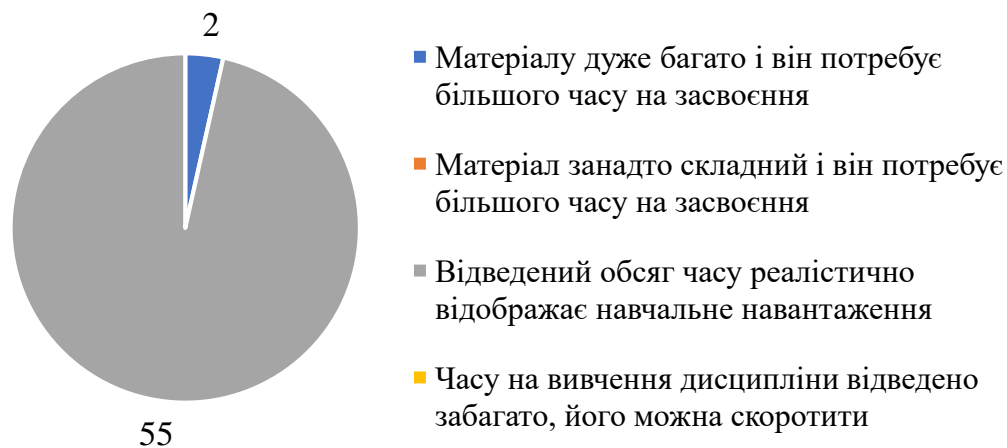 2
Матеріалу дуже багато і він потребує
більшого часу на засвоєння
Матеріал занадто складний і він потребує
більшого часу на засвоєння
Відведений обсяг часу реалістично
відображає навчальне навантаження
Часу на вивчення дисципліни відведено
забагато, його можна скоротити
55